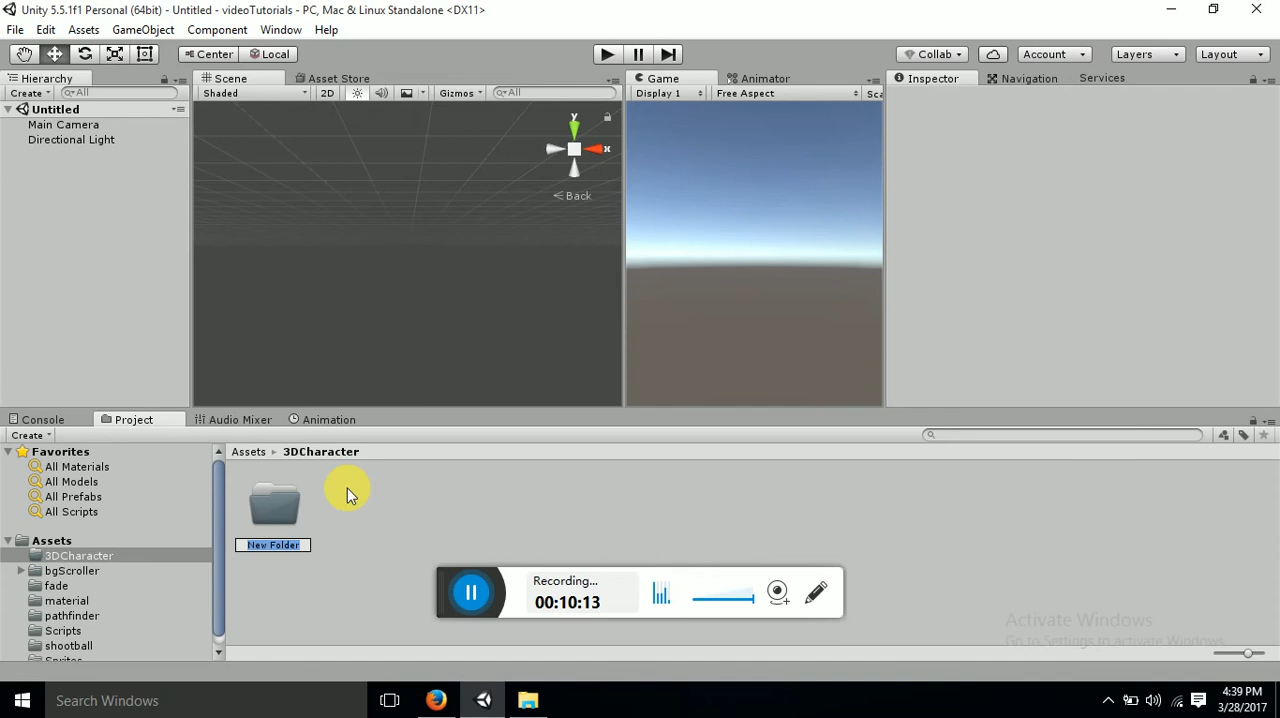 Unity 5.5.1f1 Personal (64bit) - Untitled - videoTutorials - PC, Mac & Linux Standalone <DX11>
File Edit Assets GameObject Component Window Help
Center Local Collab Account Layers Layout
Hierarchy Scene Asset Store Game Animator Inspector Navigation Services
Create All Shaded 2D Gizmos All Display 1 Free Aspect Sca
Untitled
Main Camera
Directional Light
y
x
Back
Console Project Audio Mixer Animation
Create
Favorites
All Materials
All Models
All Prefabs
All Scripts
Assets
3DCharacter
bgScroller
fade
material
pathfinder
Scripts
shootball
Sprites
Assets 3DCharacter
New Folder
Recording...
00:10:13
Activate Windows
Go to Settings to activate Windows.
Search Windows
4:39 PM
3/28/2017